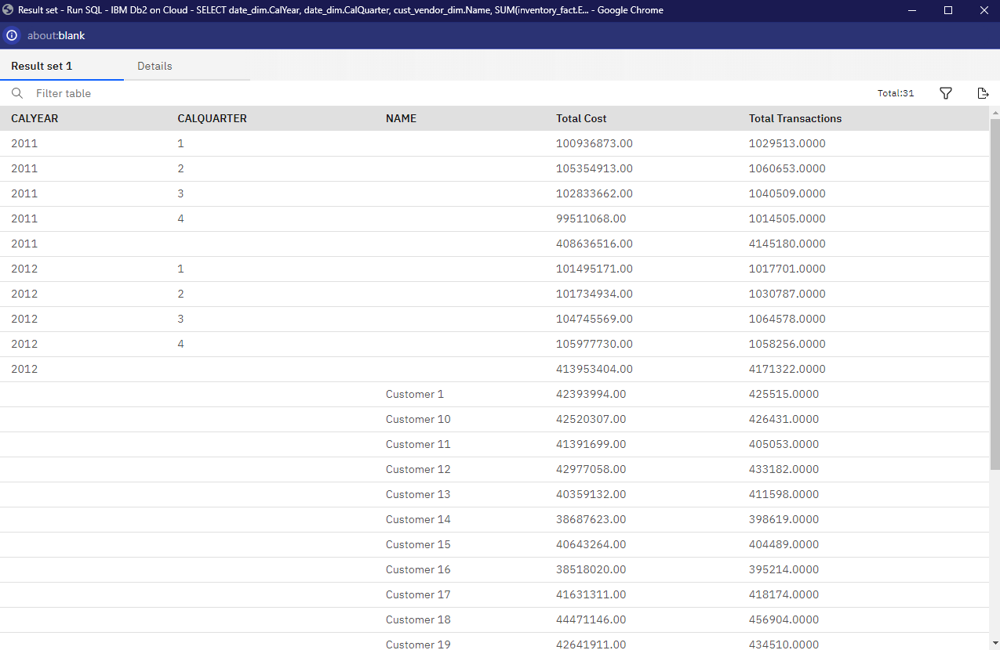 Result set - Run SQL - IBM Db2 on Cloud - SELECT date_dim.CalYear, date_dim.CalQuarter, cust_vendor_dim.Name, SUM(inventory_fact.E... - Google Chrome
about:blank
Result set 1 Details
Filter table Total:31
CALYEAR CALQUARTER NAME Total Cost Total Transactions
2011 1 100936873.00 1029513.0000
2011 2 105354913.00 1060653.0000
2011 3 102833662.00 1040509.0000
2011 4 99511068.00 1014505.0000
2011 408636516.00 4145180.0000
2012 1 101495171.00 1017701.0000
2012 2 101734934.00 1030787.0000
2012 3 104745569.00 1064578.0000
2012 4 105977730.00 1058256.0000
2012 413953404.00 4171322.0000
Customer 1 42393994.00 425515.0000
Customer 10 42520307.00 426431.0000
Customer 11 41391699.00 405053.0000
Customer 12 42977058.00 433182.0000
Customer 13 40359132.00 411598.0000
Customer 14 38687623.00 398619.0000
Customer 15 40643264.00 404489.0000
Customer 16 38518020.00 395214.0000
Customer 17 41631311.00 418174.0000
Customer 18 44471146.00 456904.0000
Customer 19 42641911.00 434510.0000